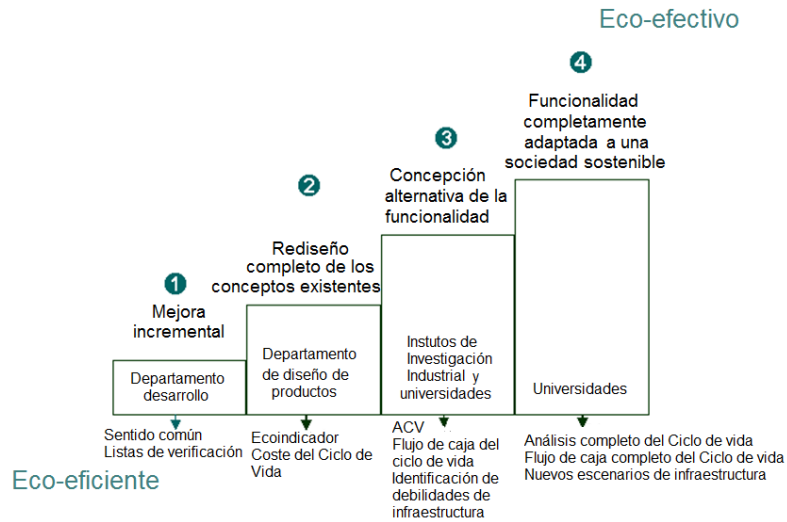 Eco-efectivo
4
Funcionalidad
completamente
adaptada a una
sociedad sostenible
3
Concepción
alternativa de la
funcionalidad
2
Rediseño
completo de los
conceptos existentes
1
Mejora
incremental
Departamento
desarrollo
Departamento
de diseño de
productos
Instutos de
Investigación
Industrial y
universidades
Universidades
Sentido común
Listas de verificación
Ecoindicador
Coste del Ciclo de
Vida
ACV
Flujo de caja del
ciclo de vida
Identificación de
debilidades de
infraestructura
Análisis completo del Ciclo de vida
Flujo de caja completo del Ciclo de vida
Nuevos escenarios de infraestructura
Eco-eficiente